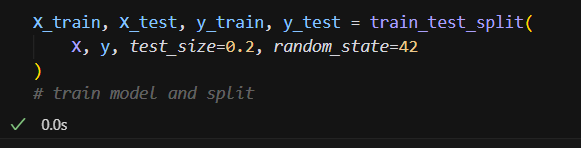 X_train, X_test, y_train, y_test = train_test_split(
    X, y, test_size=0.2, random_state=42
)
# train model and split
✓ 0.0s